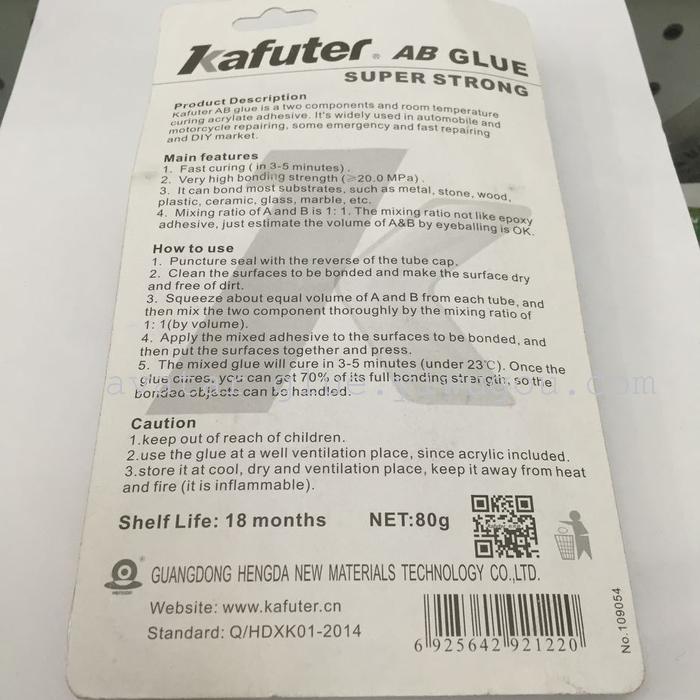 Kafuter® AB GLUE
SUPER STRONG
Product Description
Kafuter AB glue is a two components and room temperature
curing acrylate adhesive. It's widely used in automobile and
motorcycle repairing, some emergency and fast repairing
and DIY market.
Main features
1. Fast curing ( in 3-5 minutes) .
2. Very high bonding strength (≥20.0 MPa) .
3. It can bond most substrates, such as metal, stone, wood,
plastic, ceramic, glass, marble, etc.
4. Mixing ratio of A and B is 1: 1. The mixing ratio not like epoxy
adhesive, just estimate the volume of A&B by eyeballing is OK.
How to use
1. Puncture seal with the reverse of the tube cap.
2. Clean the surfaces to be bonded and make the surface dry
and free of dirt.
3. Squeeze about equal volume of A and B from each tube, and
then mix the two component thoroughly by the mixing ratio of
1: 1(by volume).
4. Apply the mixed adhesive to the surfaces to be bonded, and
then put the surfaces together and press.
5. The mixed glue will cure in 3-5 minutes (under 23℃). Once the
glue cures, you can get 70% of its full bonding strength, so the
bonded objects can be handled.
Caution
1.keep out of reach of children.
2.use the glue at a well ventilation place, since acrylic included.
3.store it at cool, dry and ventilation place, keep it away from heat
and fire (it is inflammable).
Shelf Life: 18 months NET:80g
GUANGDONG HENGDA NEW MATERIALS TECHNOLOGY CO.,LTD.
Website: www.kafuter.cn
Standard: Q/HDXK01-2014
6 925642 921220
No.109054